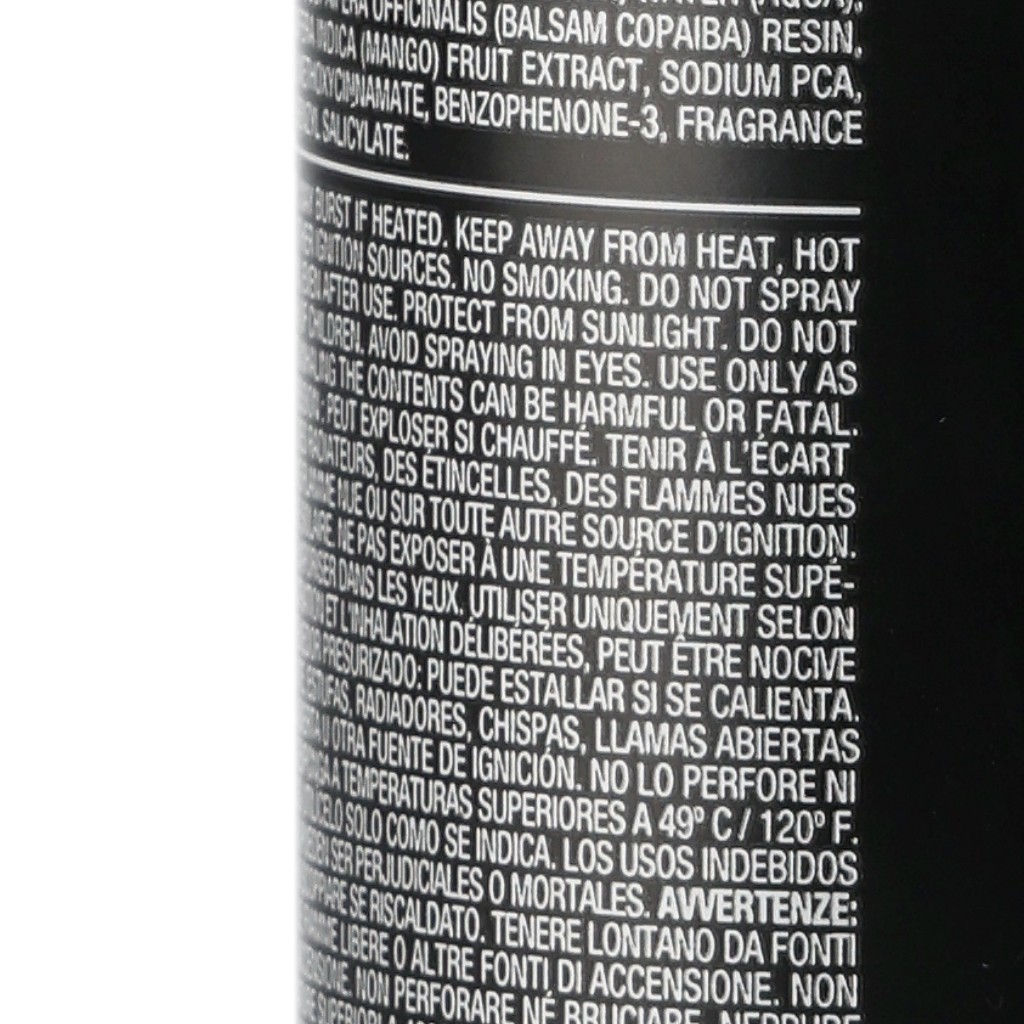 OFFICINALIS (BALSAM COPAIBA) RESIN,
INDICA (MANGO) FRUIT EXTRACT, SODIUM PCA,
BENZOPHENONE-3, FRAGRANCE
SALICYLATE.
BURST IF HEATED. KEEP AWAY FROM HEAT, HOT
IGNITION SOURCES. NO SMOKING. DO NOT SPRAY
AFTER USE. PROTECT FROM SUNLIGHT. DO NOT
CHILDREN. AVOID SPRAYING IN EYES. USE ONLY AS
THE CONTENTS CAN BE HARMFUL OR FATAL.
: PEUT EXPLOSER SI CHAUFFÉ. TENIR À L'ÉCART
RADIATEURS, DES ÉTINCELLES, DES FLAMMES NUES
NUE OU SUR TOUTE AUTRE SOURCE D'IGNITION.
NE PAS EXPOSER À UNE TEMPÉRATURE SUPÉ-
DANS LES YEUX. UTILISER UNIQUEMENT SELON
ET L'INHALATION DÉLIBÉRÉES, PEUT ÊTRE NOCIVE
PRESURIZADO: PUEDE ESTALLAR SI SE CALIENTA.
ESTUFAS, RADIADORES, CHISPAS, LLAMAS ABIERTAS
U OTRA FUENTE DE IGNICIÓN. NO LO PERFORE NI
A TEMPERATURAS SUPERIORES A 49º C / 120º F.
SOLO COMO SE INDICA. LOS USOS INDEBIDOS
SER PERJUDICIALES O MORTALES. AVVERTENZE:
SE RISCALDATO. TENERE LONTANO DA FONTI
LIBERE O ALTRE FONTI DI ACCENSIONE. NON
NON PERFORARE NÉ BRUCIARE, NEPPURE